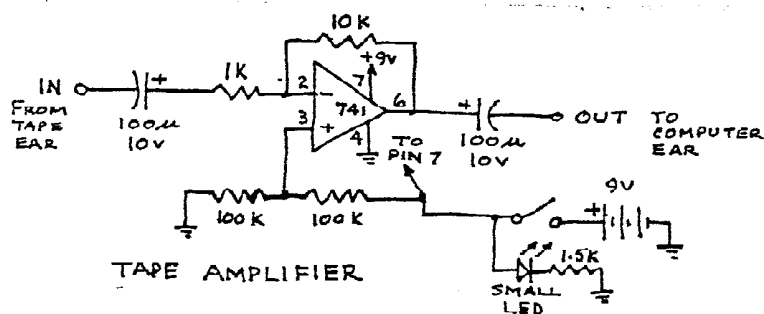 10K
+9V
IN
FROM
TAPE
EAR
+
100µ
10V
1K
2
-
7
741
3
+
4
6
+
100µ
10V
OUT TO
COMPUTER
EAR
TO
PIN 7
100K
100K
9V
+
1.5K
SMALL
LED
TAPE AMPLIFIER